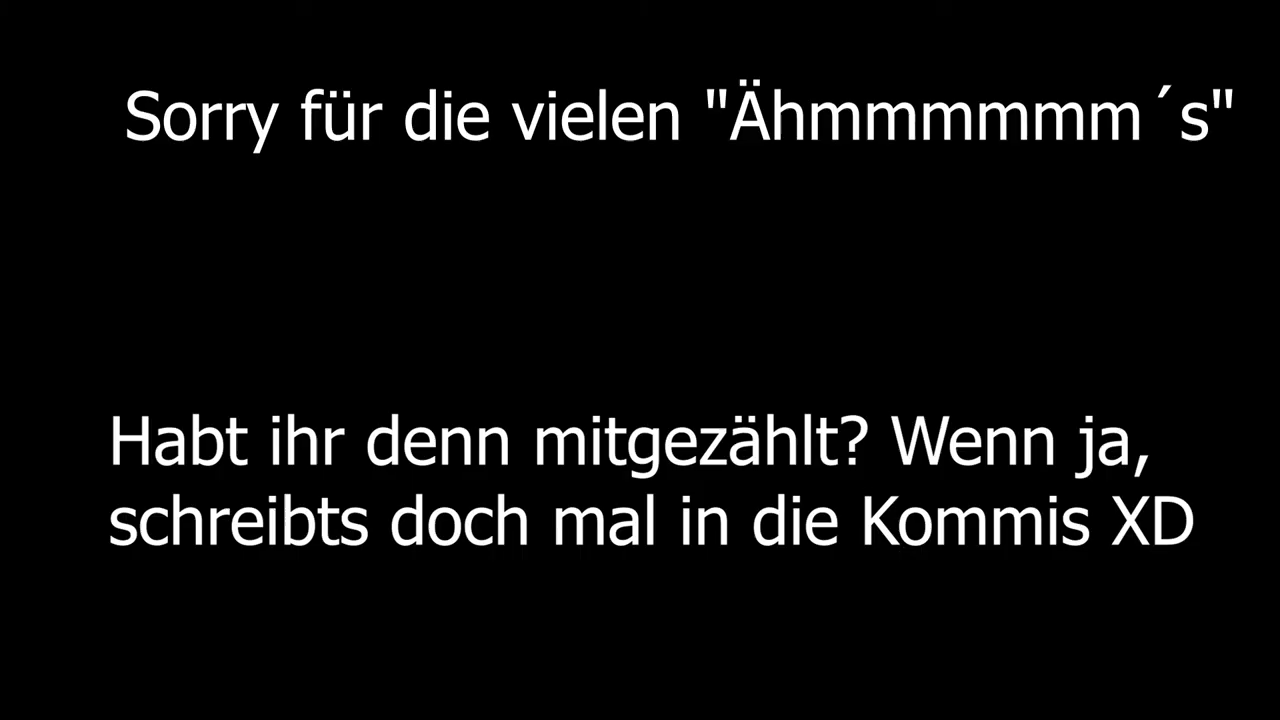 Sorry für die vielen "Ähmmmmmm´s"
Habt ihr denn mitgezählt? Wenn ja,
schreibts doch mal in die Kommis XD